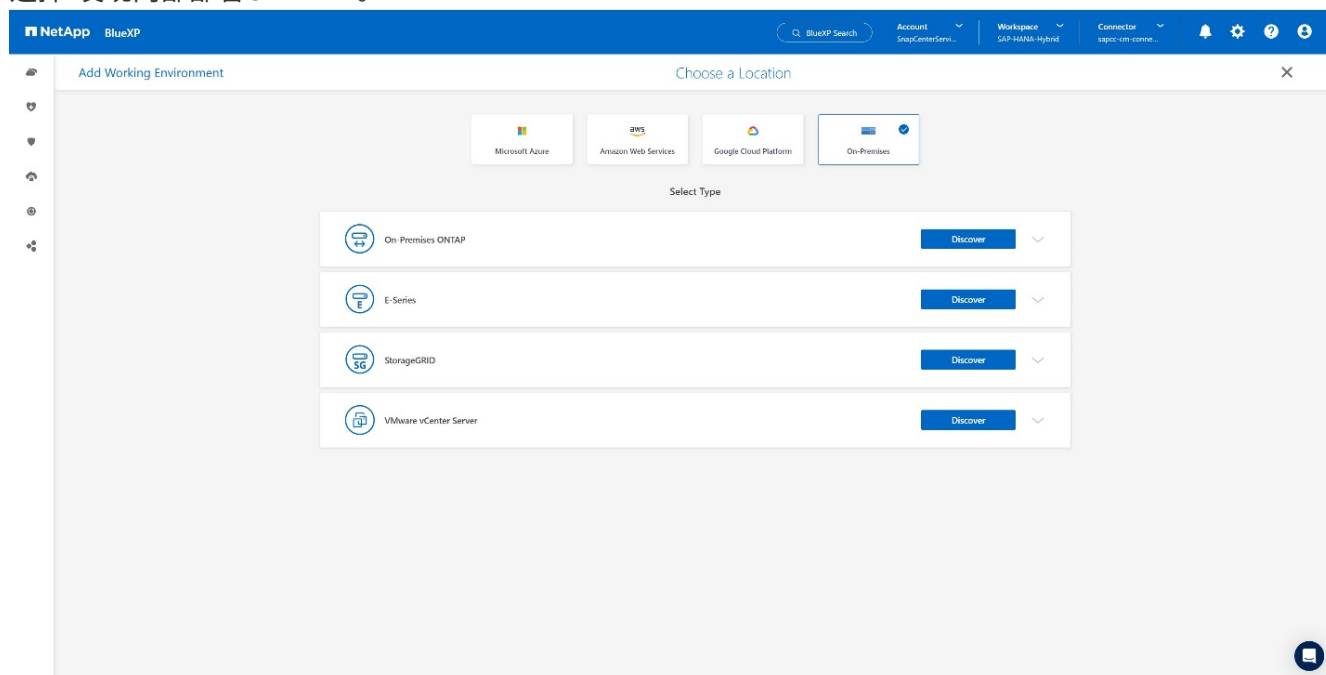 NetApp BlueXP
BlueXP Search
Account
SnapCenterServi...
Workspace
SAP-HANA-Hybrid
Connector
sapcc-cm-conne...
Add Working Environment
Choose a Location
Microsoft Azure
aws
Amazon Web Services
Google Cloud Platform
On-Premises
Select Type
On-Premises ONTAP
Discover
E
E-Series
Discover
SG
StorageGRID
Discover
VMware vCenter Server
Discover